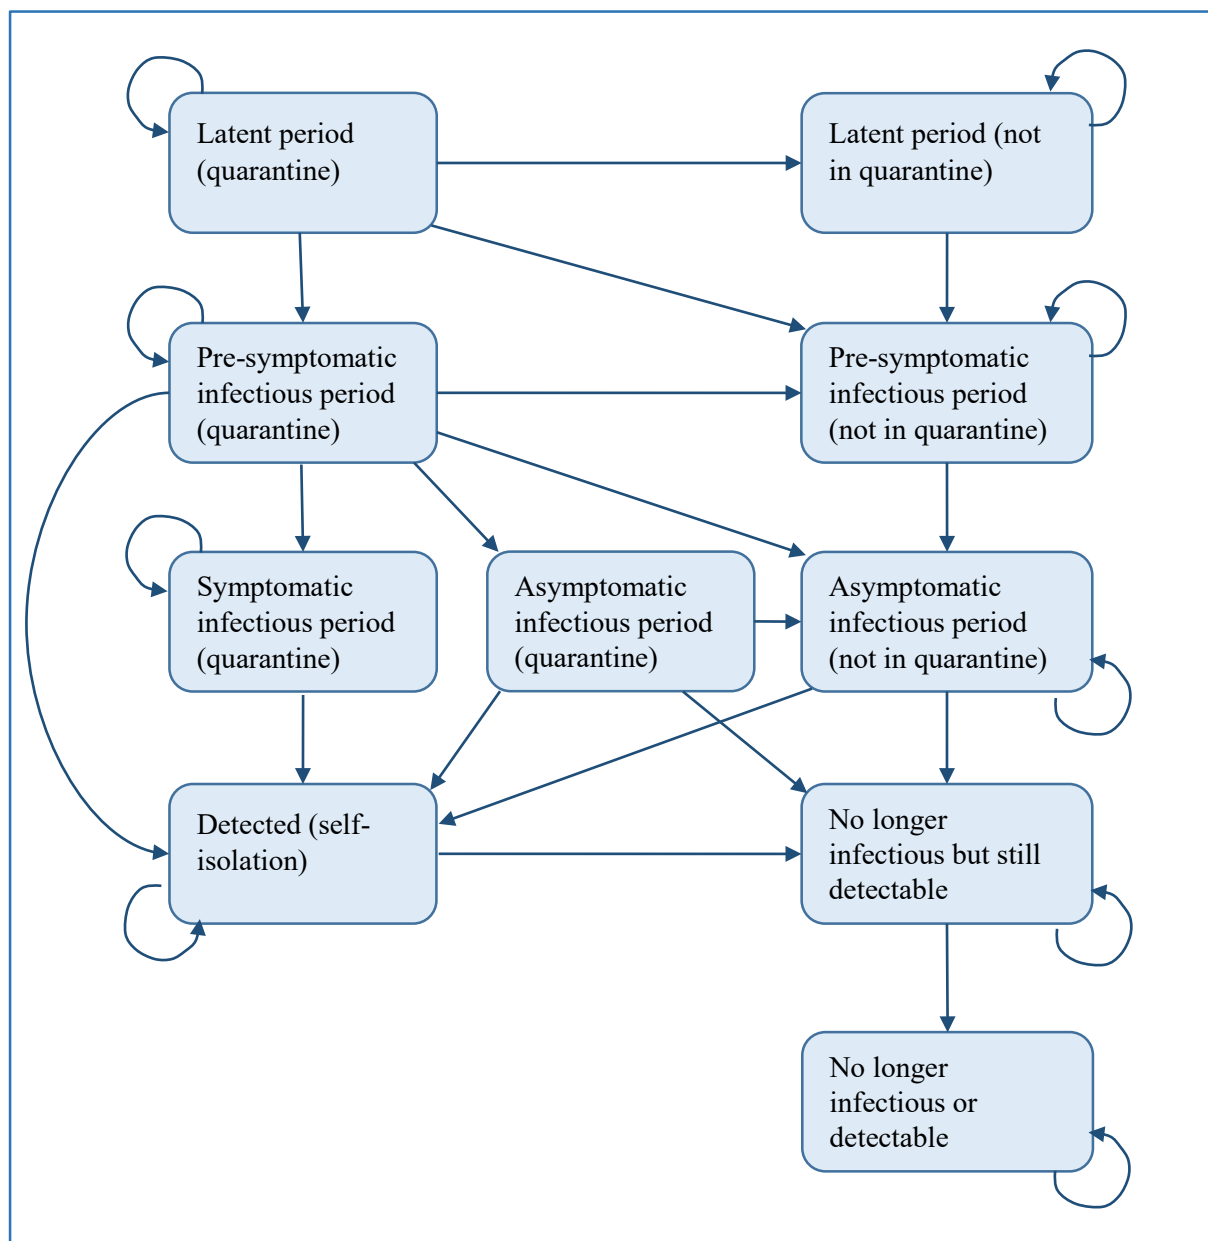 Latent period
(quarantine)
Latent period (not
in quarantine)
Pre-symptomatic
infectious period
(quarantine)
Pre-symptomatic
infectious period
(not in quarantine)
Symptomatic
infectious period
(quarantine)
Asymptomatic
infectious period
(quarantine)
Asymptomatic
infectious period
(not in quarantine)
Detected (self-
isolation)
No longer
infectious but still
detectable
No longer
infectious or
detectable